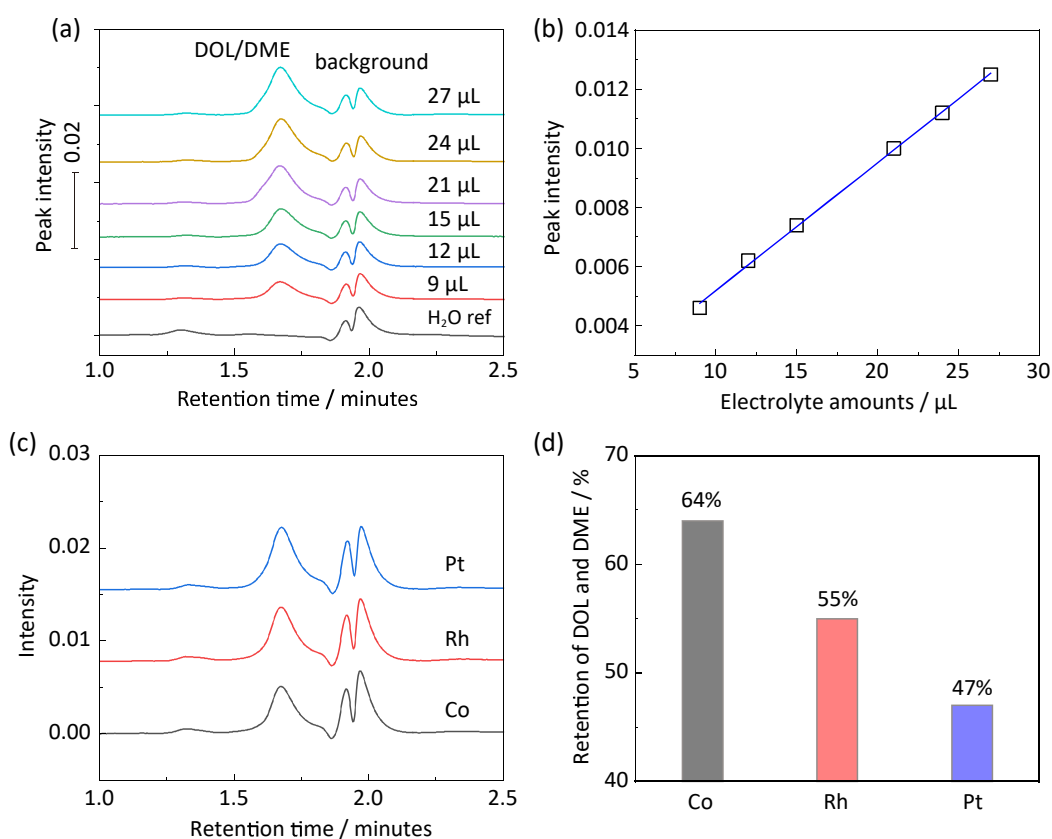 (a)
DOL/DME
background
27 µL
24 µL
21 µL
15 µL
12 µL
9 µL
H₂O ref
0.02
Peak intensity
1.0 1.5 2.0 2.5
Retention time / minutes
(b)
0.014
0.012
0.010
0.008
0.006
0.004
Peak intensity
10 15 20 25 30
Electrolyte amounts / µL
(c)
0.03
0.02
0.01
0.00
Intensity
Pt
Rh
Co
1.0 1.5 2.0 2.5
Retention time / minutes
(d)
70
60
50
40
Retention of DOL and DME / %
64%
55%
47%
Co Rh Pt